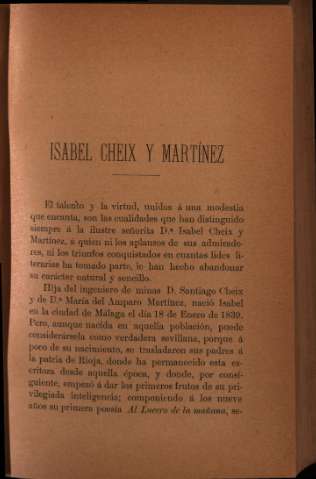 ISABEL CHEIX Y MARTÍNEZ
El talento y la virtud, unidos á una modestia
que encanta, son las cualidades que han distinguido
siempre á la ilustre señorita D.ª Isabel Cheix y
Martínez, á quien ni los aplausos de sus admirado-
res, ni los triunfos conquistados en cuantas lides li-
terarias ha tomado parte, le han hecho abandonar
su carácter natural y sencillo.
Hija del ingeniero de minas D. Santiago Cheix
y de D.ª María del Amparo Martínez, nació Isabel
en la ciudad de Málaga el día 18 de Enero de 1839.
Pero, aunque nacida en aquella población, puede
considerársela como verdadera sevillana, porque á
poco de su nacimiento, se trasladaron sus padres á
la patria de Rioja, donde ha permanecido esta es-
critora desde aquella época, y donde, por consi-
guiente, empezó á dar los primeros frutos de su pri-
vilegiada inteligencia; componiendo á los nueve
años su primera poesía Al Lucero de la mañana, se-